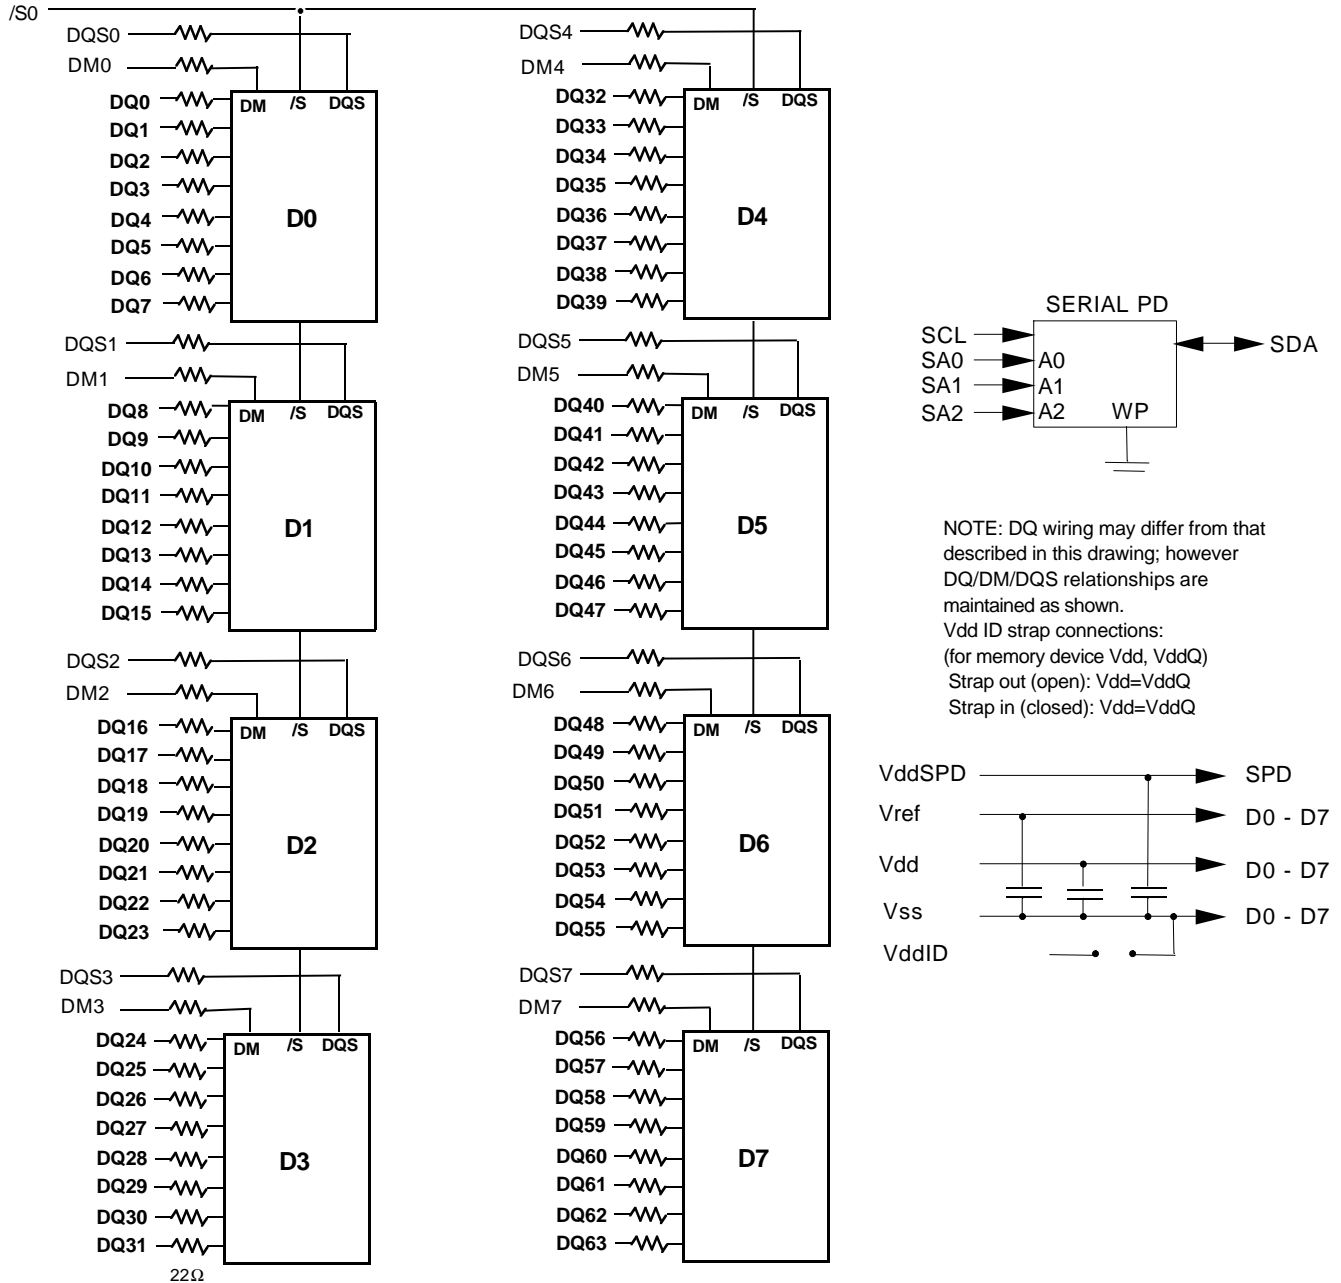 /S0
DQS0
DM0
DM /S DQS
DQ0
DQ1
DQ2
DQ3
DQ4
DQ5
DQ6
DQ7
D0
DQS1
DM1
DM /S DQS
DQ8
DQ9
DQ10
DQ11
DQ12
DQ13
DQ14
DQ15
D1
DQS2
DM2
DM /S DQS
DQ16
DQ17
DQ18
DQ19
DQ20
DQ21
DQ22
DQ23
D2
DQS3
DM3
DM /S DQS
DQ24
DQ25
DQ26
DQ27
DQ28
DQ29
DQ30
DQ31
D3
22Ω
DQS4
DM4
DM /S DQS
DQ32
DQ33
DQ34
DQ35
DQ36
DQ37
DQ38
DQ39
D4
DQS5
DM5
DM /S DQS
DQ40
DQ41
DQ42
DQ43
DQ44
DQ45
DQ46
DQ47
D5
DQS6
DM6
DM /S DQS
DQ48
DQ49
DQ50
DQ51
DQ52
DQ53
DQ54
DQ55
D6
DQS7
DM7
DM /S DQS
DQ56
DQ57
DQ58
DQ59
DQ60
DQ61
DQ62
DQ63
D7
SERIAL PD
SCL
SA0 A0
SA1 A1
SA2 A2 WP
SDA
NOTE: DQ wiring may differ from that
described in this drawing; however
DQ/DM/DQS relationships are
maintained as shown.
Vdd ID strap connections:
(for memory device Vdd, VddQ)
Strap out (open): Vdd=VddQ
Strap in (closed): Vdd=VddQ
VddSPD SPD
Vref D0 - D7
Vdd D0 - D7
Vss D0 - D7
VddID